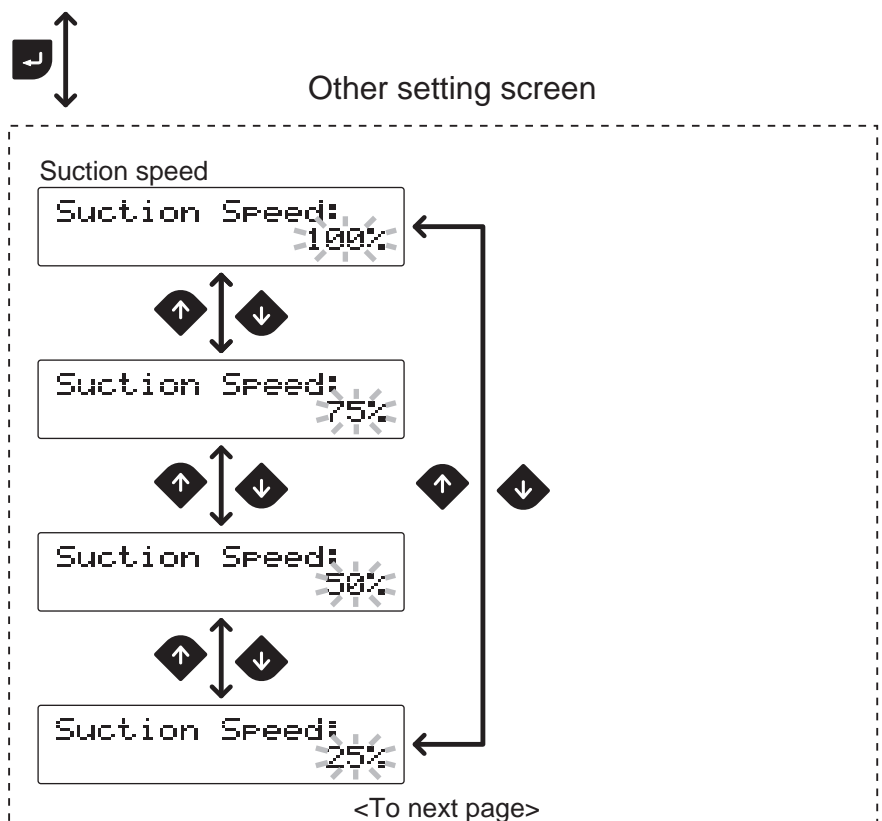 Other setting screen
Suction speed
Suction Speed:
100%
Suction Speed:
75%
Suction Speed:
50%
Suction Speed:
25%
<To next page>